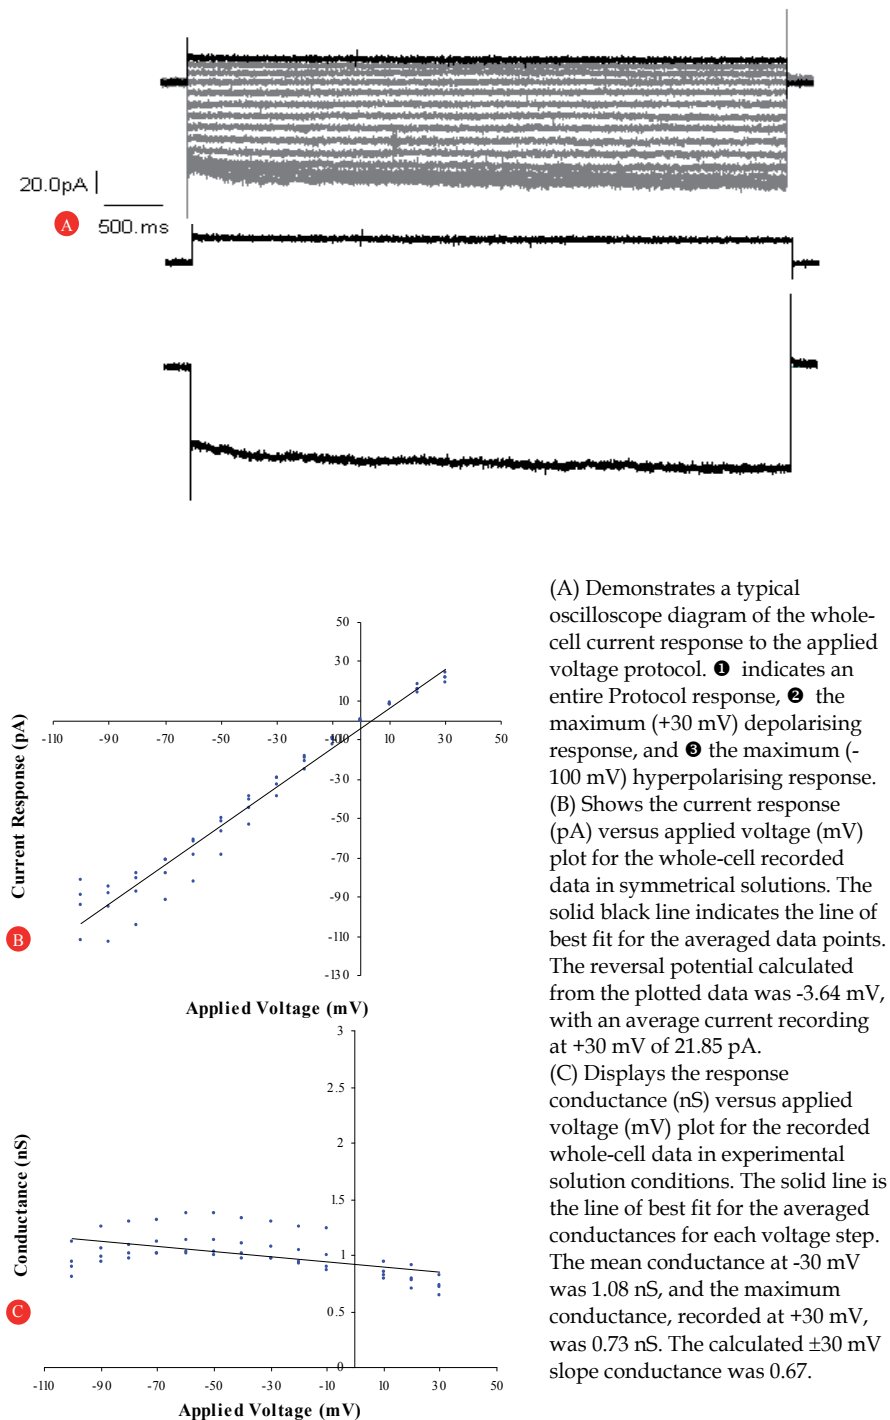 20.0pA
A
500.ms
(A) Demonstrates a typical
oscilloscope diagram of the whole-
cell current response to the applied
voltage protocol. ❶ indicates an
entire Protocol response, ❷ the
maximum (+30 mV) depolarising
response, and ❸ the maximum (-
100 mV) hyperpolarising response.
(B) Shows the current response
(pA) versus applied voltage (mV)
plot for the whole-cell recorded
data in symmetrical solutions. The
solid black line indicates the line of
best fit for the averaged data points.
The reversal potential calculated
from the plotted data was -3.64 mV,
with an average current recording
at +30 mV of 21.85 pA.
(C) Displays the response
conductance (nS) versus applied
voltage (mV) plot for the recorded
whole-cell data in experimental
solution conditions. The solid line is
the line of best fit for the averaged
conductances for each voltage step.
The mean conductance at -30 mV
was 1.08 nS, and the maximum
conductance, recorded at +30 mV,
was 0.73 nS. The calculated ±30 mV
slope conductance was 0.67.
Current Response (pA)
B
50
30
10
-110 -90 -70 -50 -30 -10 10 30 50
-30
-50
-70
-90
-110
-130
Applied Voltage (mV)
Conductance (nS)
C
3
2.5
2
1.5
1
0.5
0
-110 -90 -70 -50 -30 -10 10 30 50
Applied Voltage (mV)